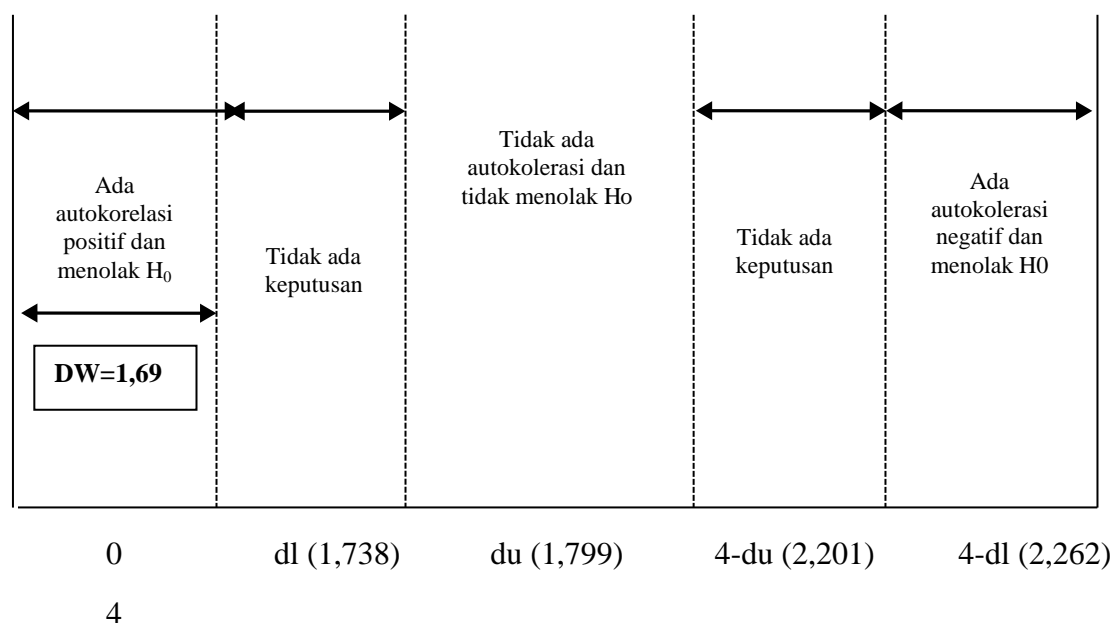 Ada
autokorelasi
positif dan
menolak H₀
Tidak ada
keputusan
Tidak ada
autokolerasi dan
tidak menolak Ho
Tidak ada
keputusan
Ada
autokolerasi
negatif dan
menolak H0
DW=1,69
0 dl (1,738) du (1,799) 4-du (2,201) 4-dl (2,262)
4